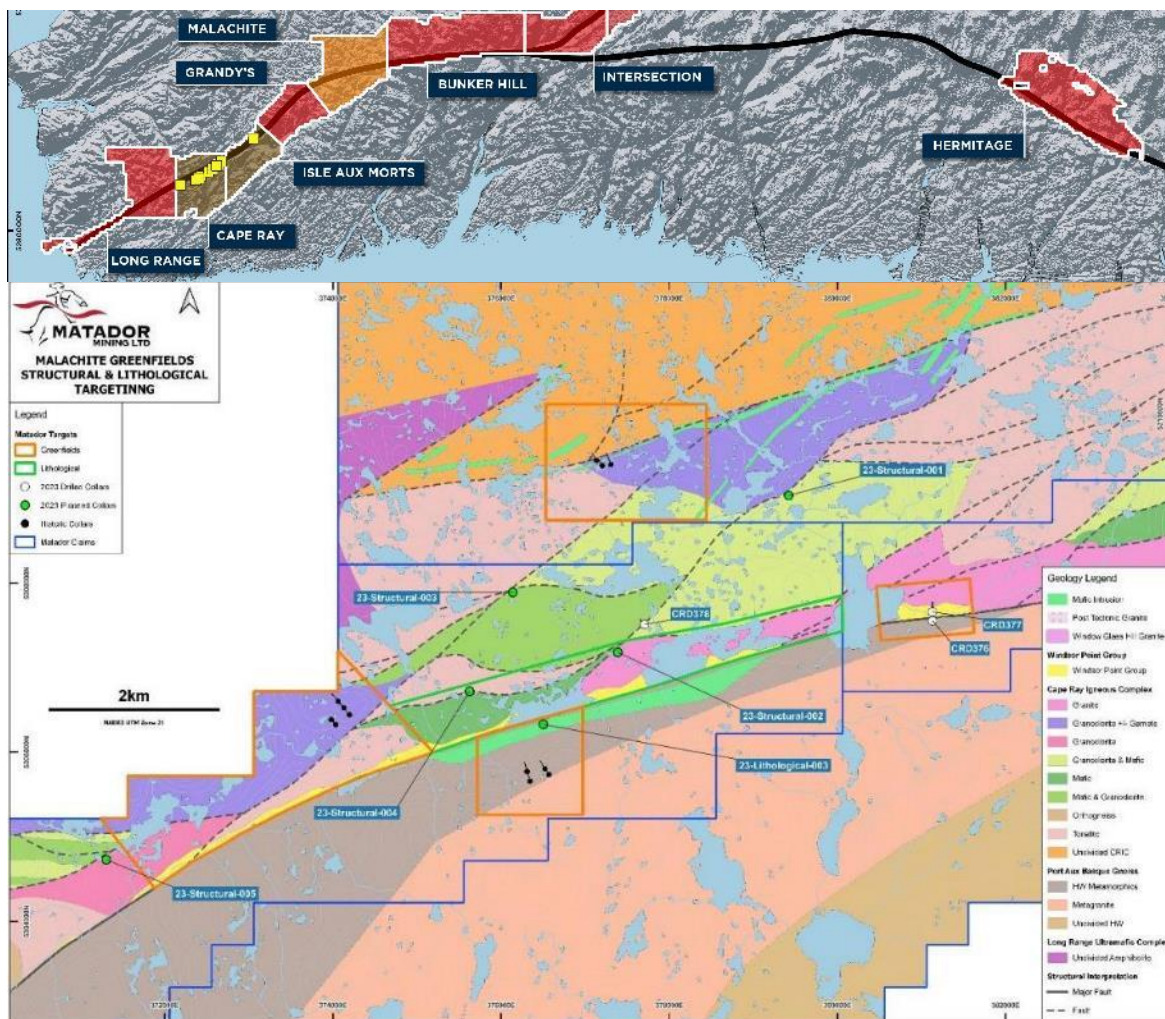 MALACHITE
GRANDY'S
BUNKER HILL
INTERSECTION
HERMITAGE
ISLE AUX MORTS
CAPE RAY
LONG RANGE
MATADOR
MINING LTD
MALACHITE GREENFIELDS
STRUCTURAL & LITHOLOGICAL
TARGETINNG
Legend
Matador Targets
Greenfields
Lithological
2023 Drilled Collars
2023 Planned Collars
Historic Collars
Matador Claims
2km
23-Structural-001
23-Structural-003
CRD378
CRD377
CRD376
23-Structural-002
23-Lithological-003
23-Structural-004
23-Structural-005
Geology Legend
Mafic Intrusion
Post Tectonic Granite
Window Glass Hill Granite
Windsor Point Group
Windsor Point Group
Cape Ray Igneous Complex
Granite
Granodiorite +/- Garnets
Granodiorite
Granodiorite & Mafic
Mafic
Mafic & Granodiorite
Orthogneiss
Tonalite
Undivided CRIC
Port Aux Basque Gneiss
HW Metamorphics
Metagranite
Undivided HW
Long Range Ultramafic Complex
Undivided Amphibolite
Structural Interpretation
Major Fault
Fault